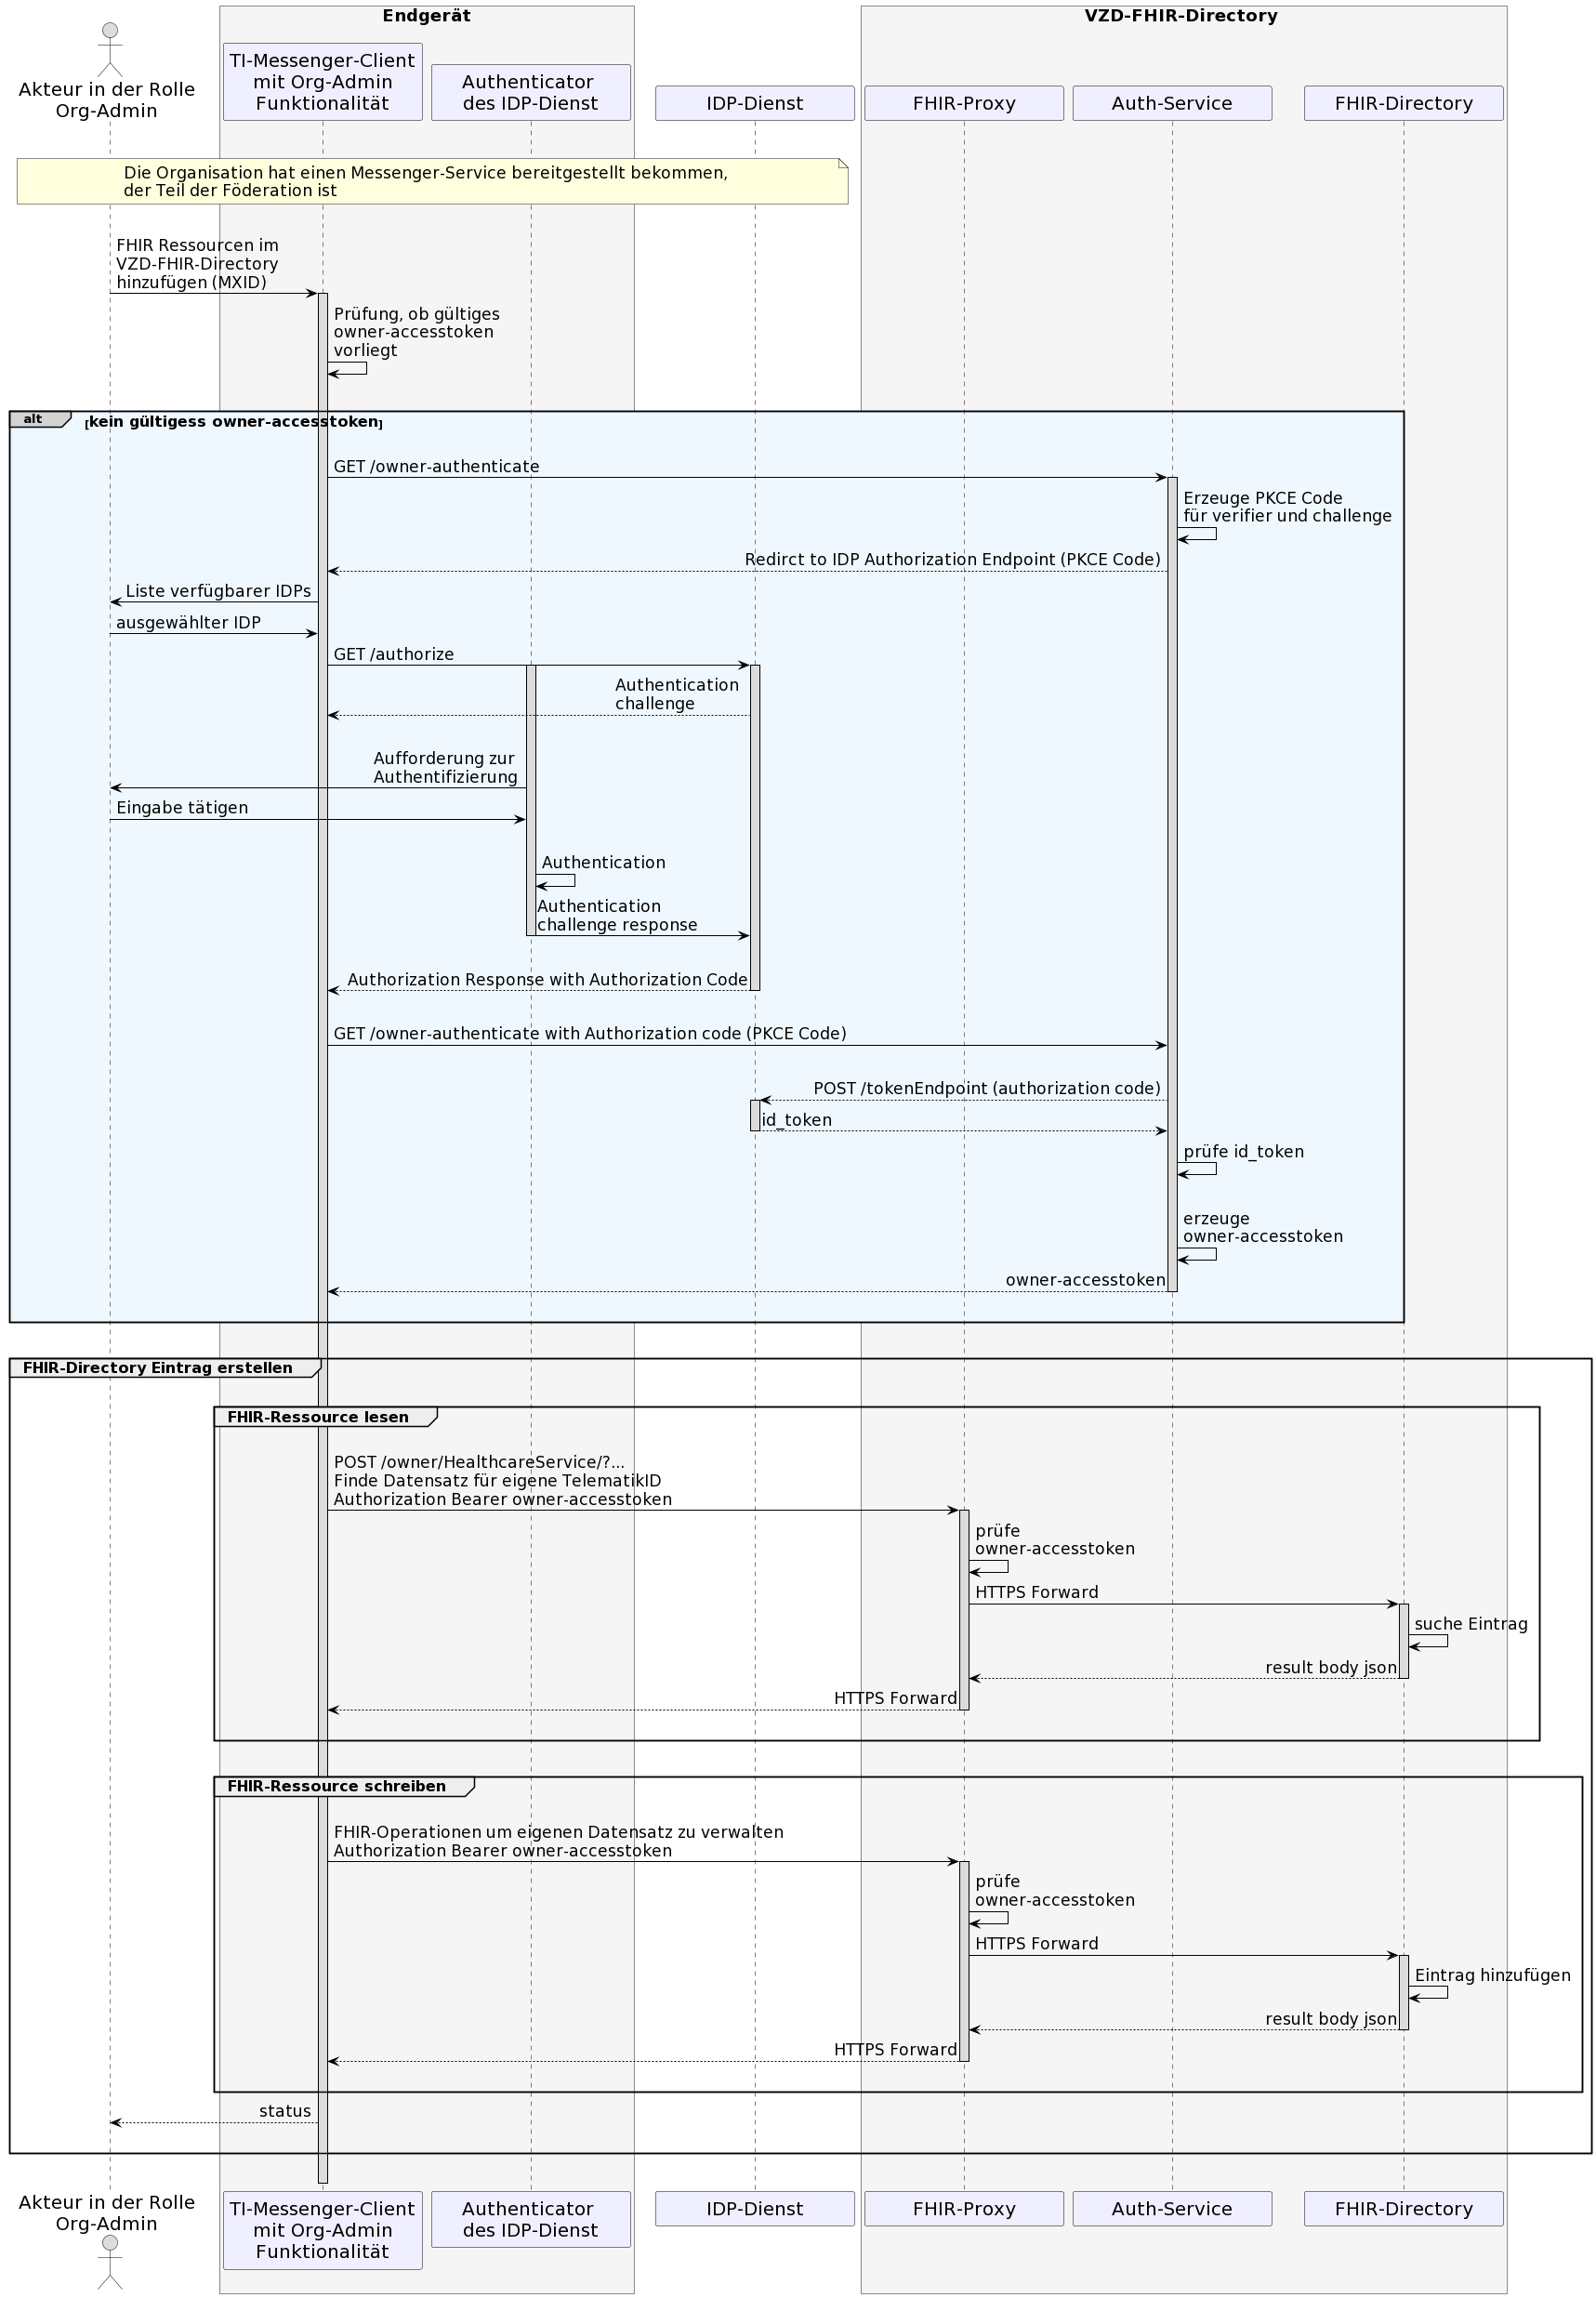 Endgerät
VZD-FHIR-Directory
Akteur in der Rolle
Org-Admin
TI-Messenger-Client
mit Org-Admin
Funktionalität
Authenticator
des IDP-Dienst
IDP-Dienst
FHIR-Proxy
Auth-Service
FHIR-Directory
Die Organisation hat einen Messenger-Service bereitgestellt bekommen,
der Teil der Föderation ist
FHIR Ressourcen im
VZD-FHIR-Directory
hinzufügen (MXID)
Prüfung, ob gültiges
owner-accesstoken
vorliegt
alt
[kein gültigess owner-accesstoken]
GET /owner-authenticate
Erzeuge PKCE Code
für verifier und challenge
Redirct to IDP Authorization Endpoint (PKCE Code)
Liste verfügbarer IDPs
ausgewählter IDP
GET /authorize
Authentication
challenge
Aufforderung zur
Authentifizierung
Eingabe tätigen
Authentication
Authentication
challenge response
Authorization Response with Authorization Code
GET /owner-authenticate with Authorization code (PKCE Code)
POST /tokenEndpoint (authorization code)
id_token
prüfe id_token
erzeuge
owner-accesstoken
owner-accesstoken
FHIR-Directory Eintrag erstellen
FHIR-Ressource lesen
POST /owner/HealthcareService/?...
Finde Datensatz für eigene TelematikID
Authorization Bearer owner-accesstoken
prüfe
owner-accesstoken
HTTPS Forward
suche Eintrag
result body json
HTTPS Forward
FHIR-Ressource schreiben
FHIR-Operationen um eigenen Datensatz zu verwalten
Authorization Bearer owner-accesstoken
prüfe
owner-accesstoken
HTTPS Forward
Eintrag hinzufügen
result body json
HTTPS Forward
status
Akteur in der Rolle
Org-Admin
TI-Messenger-Client
mit Org-Admin
Funktionalität
Authenticator
des IDP-Dienst
IDP-Dienst
FHIR-Proxy
Auth-Service
FHIR-Directory